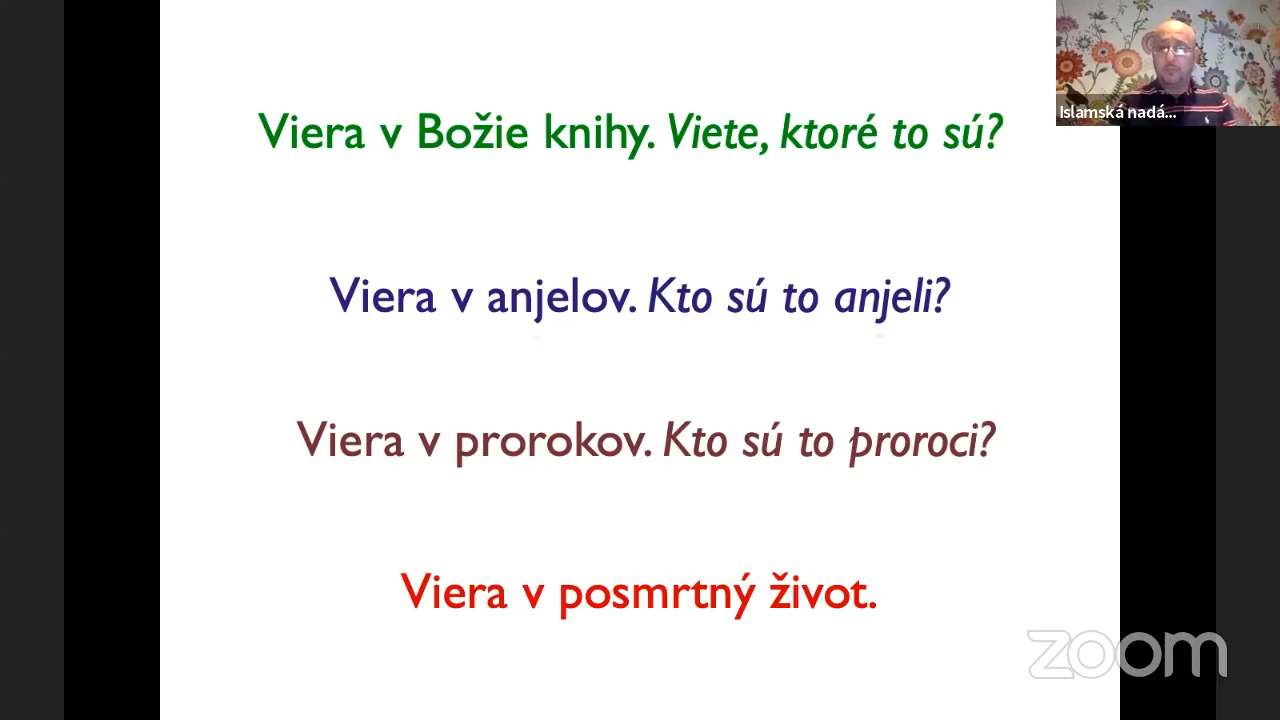 Islamská nadá...
Viera v Božie knihy. Viete, ktoré to sú?
Viera v anjelov. Kto sú to anjeli?
Viera v prorokov. Kto sú to proroci?
Viera v posmrtný život.
zoom